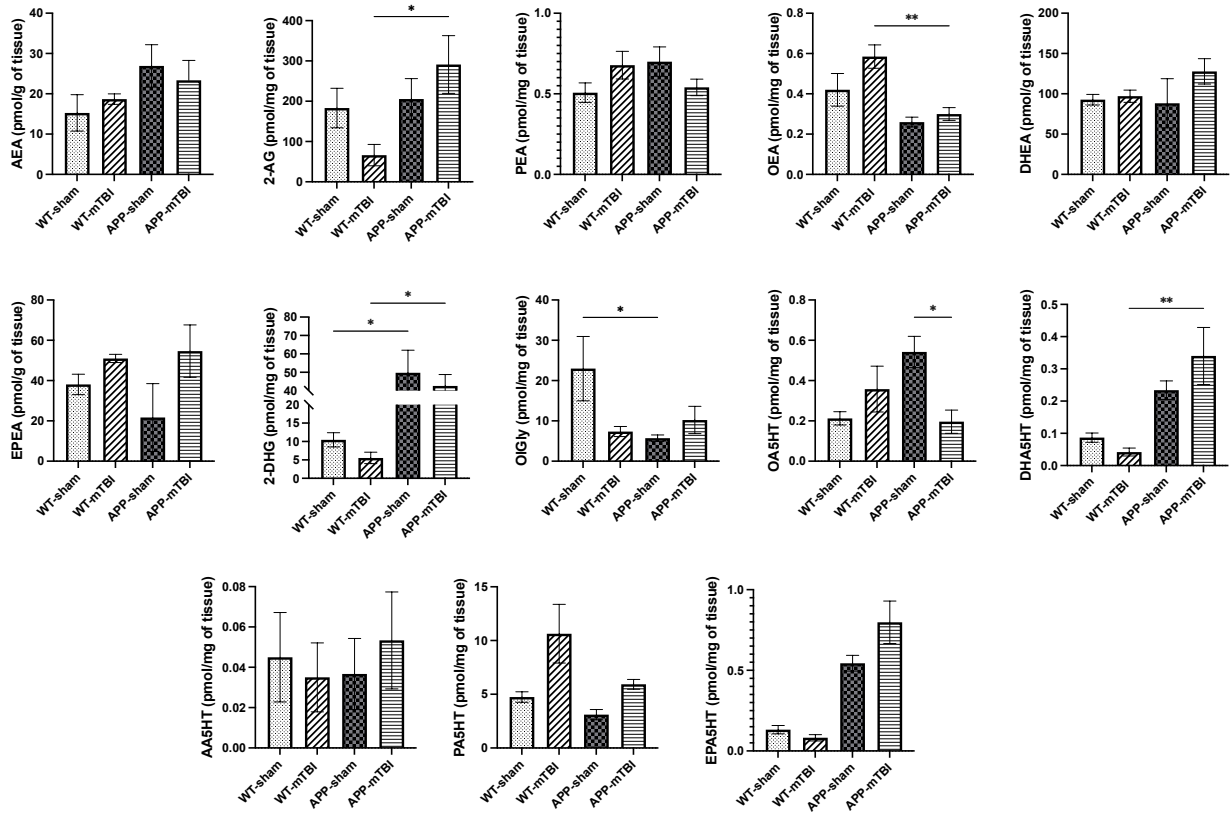 AEA (pmol/g of tissue)
40
30
20
10
0
WT-sham
WT-mTBI
APP-sham
APP-mTBI
2-AG (pmol/mg of tissue)
400
300
200
100
0
*
WT-sham
WT-mTBI
APP-sham
APP-mTBI
PEA (pmol/mg of tissue)
1.0
0.5
0.0
WT-sham
WT-mTBI
APP-sham
APP-mTBI
OEA (pmol/mg of tissue)
0.8
0.6
0.4
0.2
0.0
**
WT-sham
WT-mTBI
APP-sham
APP-mTBI
DHEA (pmol/g of tissue)
200
150
100
50
0
WT-sham
WT-mTBI
APP-sham
APP-mTBI
EPEA (pmol/g of tissue)
80
60
40
20
0
WT-sham
WT-mTBI
APP-sham
APP-mTBI
2-DHG (pmol/mg of tissue)
80
70
60
50
40
20
15
10
5
0
*
*
WT-sham
WT-mTBI
APP-sham
APP-mTBI
OlGly (pmol/mg of tissue)
40
30
20
10
0
*
WT-sham
WT-mTBI
APP-sham
APP-mTBI
OA5HT (pmol/mg of tissue)
0.8
0.6
0.4
0.2
0.0
*
WT-sham
WT-mTBI
APP-sham
APP-mTBI
DHA5HT (pmol/mg of tissue)
0.5
0.4
0.3
0.2
0.1
0.0
**
WT-sham
WT-mTBI
APP-sham
APP-mTBI
AA5HT (pmol/mg of tissue)
0.08
0.06
0.04
0.02
0.00
WT-sham
WT-mTBI
APP-sham
APP-mTBI
PA5HT (pmol/mg of tissue)
15
10
5
0
WT-sham
WT-mTBI
APP-sham
APP-mTBI
EPA5HT (pmol/mg of tissue)
1.0
0.5
0.0
WT-sham
WT-mTBI
APP-sham
APP-mTBI